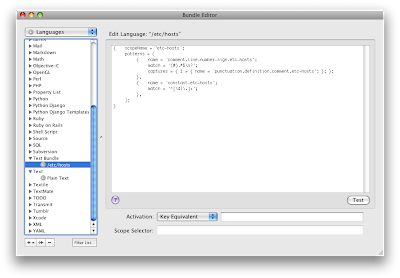 Bundle Editor
Languages
Edit Language: "/etc/hosts"
Mail
Markdown
Math
Objective-C
OpenGL
Perl
PHP
Property List
Python
Python Django
Python Django Templates
Ruby
Ruby on Rails
Shell Script
Source
SQL
Subversion
Test Bundle
/etc/hosts
Text
Plain Text
Textile
TextMate
TODO
Transmit
Tumblr
Xcode
XML
YAML
{ scopeName = 'etc-hosts';
patterns = (
{ name = 'comment.line.number-sign.etc-hosts';
captures = { 1 = { name = 'punctuation.definition.comment.etc-hosts'; }; };
},
{ name = 'constant.etc-hosts';
},
);
}
Test
Activation:
Key Equivalent
Scope Selector:
Filter List...